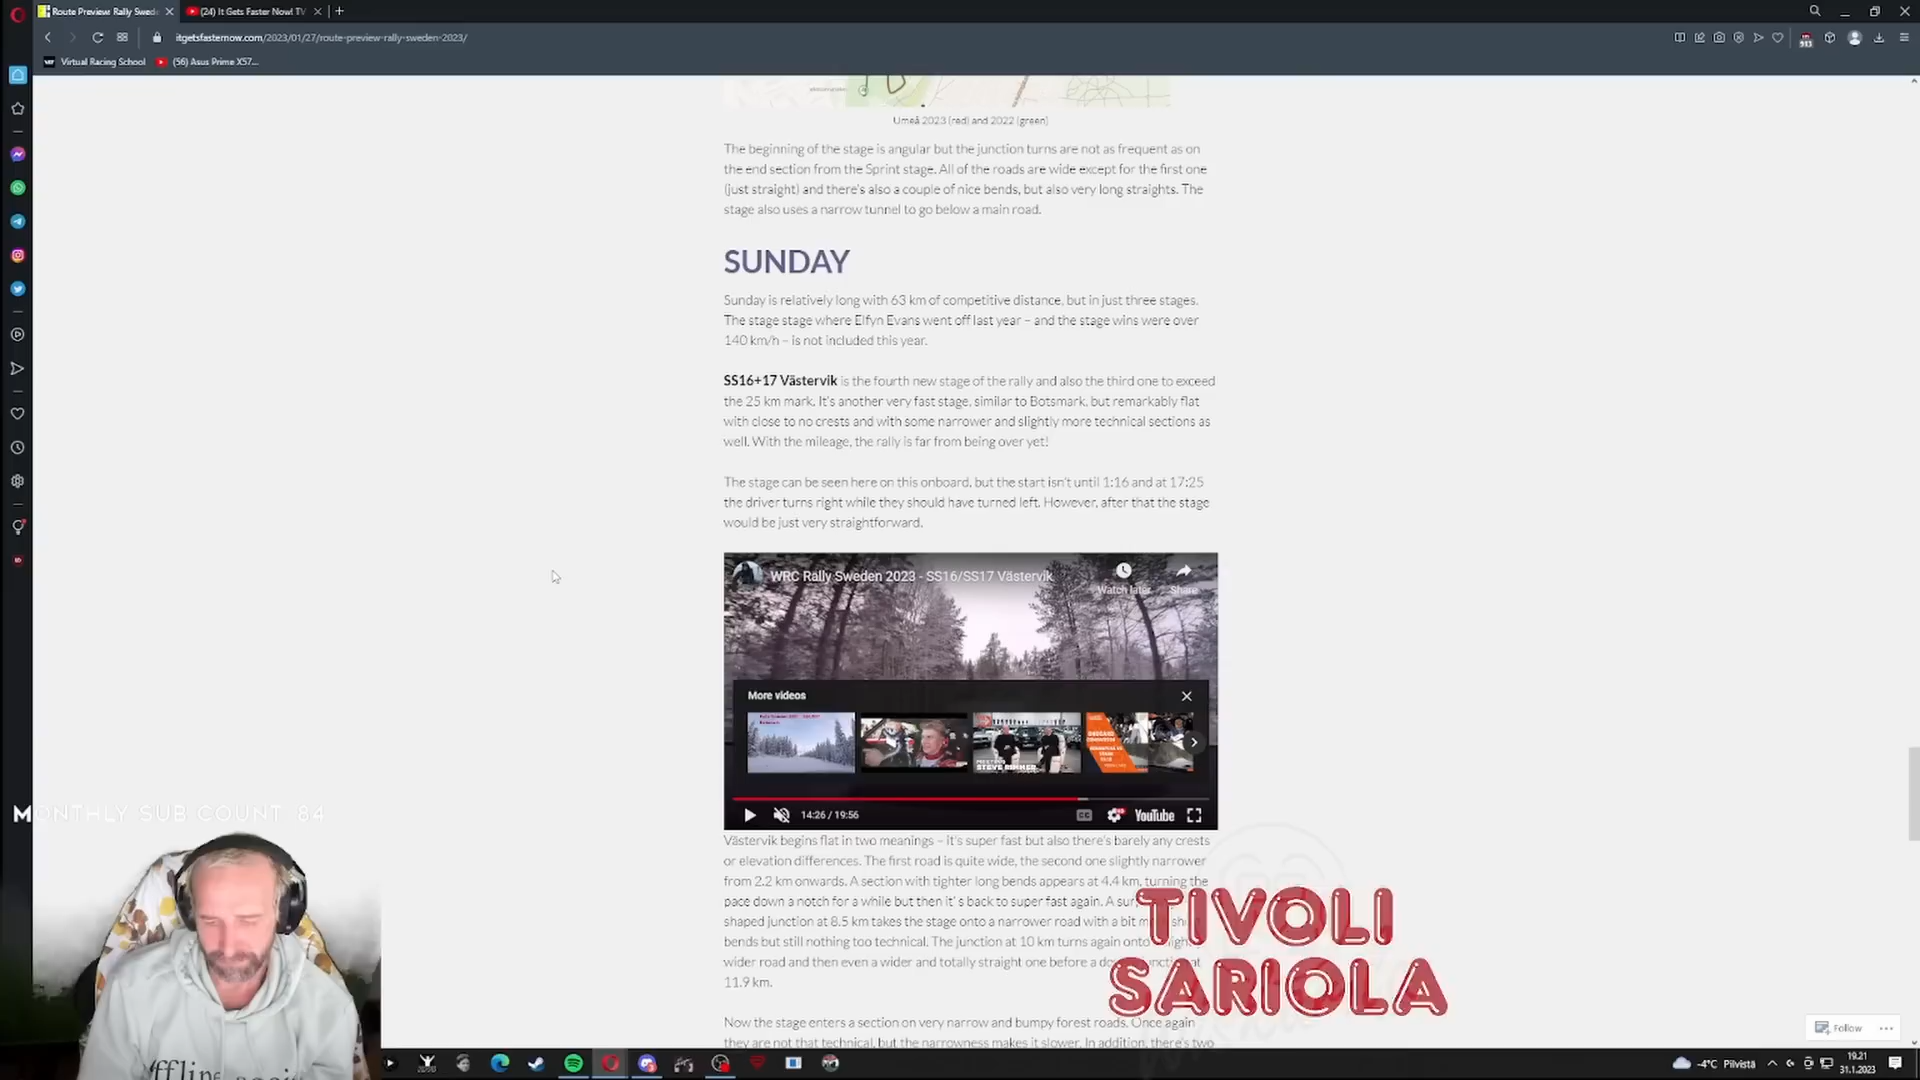 Route Preview: Rally Swed
(24) It Gets Faster Now! TV
itgetsfasternow.com/2023/01/27/route-preview-rally-sweden-2023/
913
Virtual Racing School
(56) Asus Prime X57...
Umeå 2023 (red) and 2022 (green)
The beginning of the stage is angular but the junction turns are not as frequent as on
the end section from the Sprint stage. All of the roads are wide except for the first one
(just straight) and there's also a couple of nice bends, but also very long straights. The
stage also uses a narrow tunnel to go below a main road.
SUNDAY
Sunday is relatively long with 63 km of competitive distance, but in just three stages.
The stage stage where Elfyn Evans went off last year – and the stage wins were over
140 km/h – is not included this year.
SS16+17 Västervik is the fourth new stage of the rally and also the third one to exceed
the 25 km mark. It's another very fast stage, similar to Botsmark, but remarkably flat
with close to no crests and with some narrower and slightly more technical sections as
well. With the mileage, the rally is far from being over yet!
The stage can be seen here on this onboard, but the start isn't until 1:16 and at 17:25
the driver turns right while they should have turned left. However, after that the stage
would be just very straightforward.
WRC Rally Sweden 2023 - SS16/SS17 Västervik
Watch later
Share
More videos
STEVE RIMMER
14:26 / 19:56
CC
YouTube
MONTHLY SUB COUNT 84
Västervik begins flat in two meanings – it's super fast but also there's barely any crests
or elevation differences. The first road is quite wide, the second one slightly narrower
from 2.2 km onwards. A section with tighter long bends appears at 4.4 km, turning the
pace down a notch for a while but then it' s back to super fast again. A
shaped junction at 8.5 km takes the stage onto a narrower road with a bit
bends but still nothing too technical. The junction at 10 km turns again onto
wider road and then even a wider and totally straight one before a
11.9 km.
TIVOLI
SARIOLA
Now the stage enters a section on very narrow and bumpy forest roads. Once again
they are not that technical, but the narrowness makes it slower. In addition, there's two
Follow
-4°C Pilvistä
19.21
31.1.2023